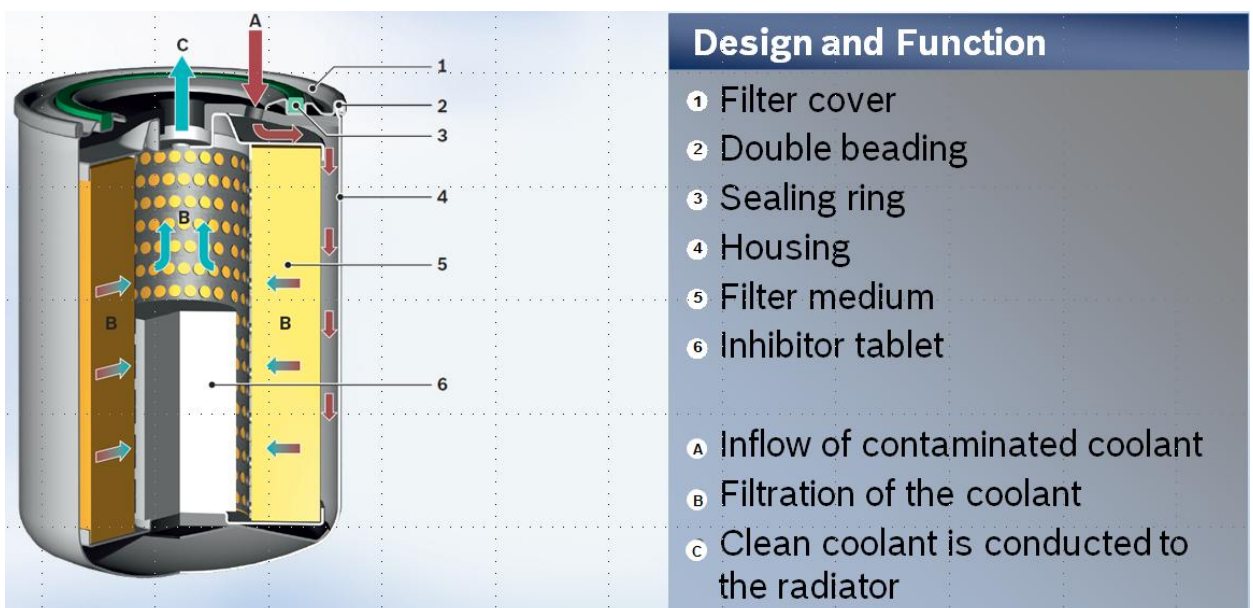 A
C
1
2
3
4
B
5
B
B
6
Design and Function
1 Filter cover
2 Double beading
3 Sealing ring
4 Housing
5 Filter medium
6 Inhibitor tablet
A Inflow of contaminated coolant
B Filtration of the coolant
C Clean coolant is conducted to
the radiator